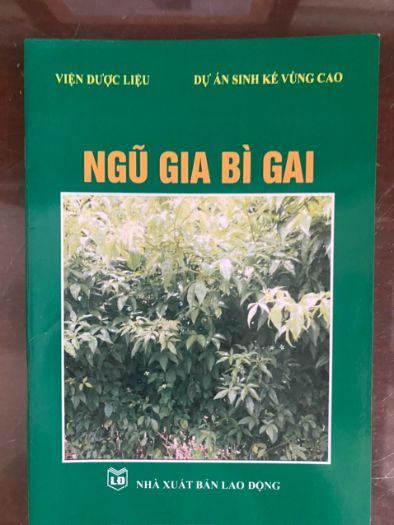 VIỆN DƯỢC LIỆU DỰ ÁN SINH KẾ VÙNG CAO
NGŨ GIA BÌ GAI
LĐ NHÀ XUẤT BẢN LAO ĐỘNG